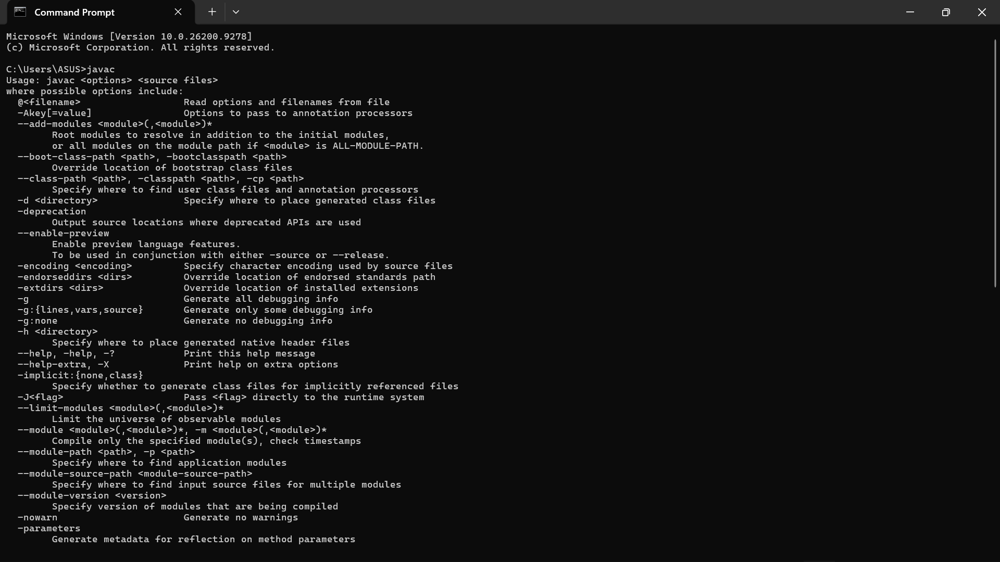 Command Prompt
Microsoft Windows [Version 10.0.26200.9278]
(c) Microsoft Corporation. All rights reserved.
C:\Users\ASUS>javac
Usage: javac <options> <source files>
where possible options include:
  @<filename>                  Read options and filenames from file
  -Akey[=value]                Options to pass to annotation processors
  --add-modules <module>(,<module>)*
        Root modules to resolve in addition to the initial modules,
        or all modules on the module path if <module> is ALL-MODULE-PATH.
  --boot-class-path <path>, -bootclasspath <path>
        Override location of bootstrap class files
  --class-path <path>, -classpath <path>, -cp <path>
        Specify where to find user class files and annotation processors
  -d <directory>               Specify where to place generated class files
  -deprecation
        Output source locations where deprecated APIs are used
  --enable-preview
        Enable preview language features.
        To be used in conjunction with either -source or --release.
  -encoding <encoding>         Specify character encoding used by source files
  -endorseddirs <dirs>         Override location of endorsed standards path
  -extdirs <dirs>              Override location of installed extensions
  -g                           Generate all debugging info
  -g:{lines,vars,source}       Generate only some debugging info
  -g:none                      Generate no debugging info
  -h <directory>
        Specify where to place generated native header files
  --help, -help, -?            Print this help message
  --help-extra, -X             Print help on extra options
  -implicit:{none,class}
        Specify whether to generate class files for implicitly referenced files
  -J<flag>                     Pass <flag> directly to the runtime system
  --limit-modules <module>(,<module>)*
        Limit the universe of observable modules
  --module <module>(,<module>)*, -m <module>(,<module>)*
        Compile only the specified module(s), check timestamps
  --module-path <path>, -p <path>
        Specify where to find application modules
  --module-source-path <module-source-path>
        Specify where to find input source files for multiple modules
  --module-version <version>
        Specify version of modules that are being compiled
  -nowarn                      Generate no warnings
  -parameters
        Generate metadata for reflection on method parameters